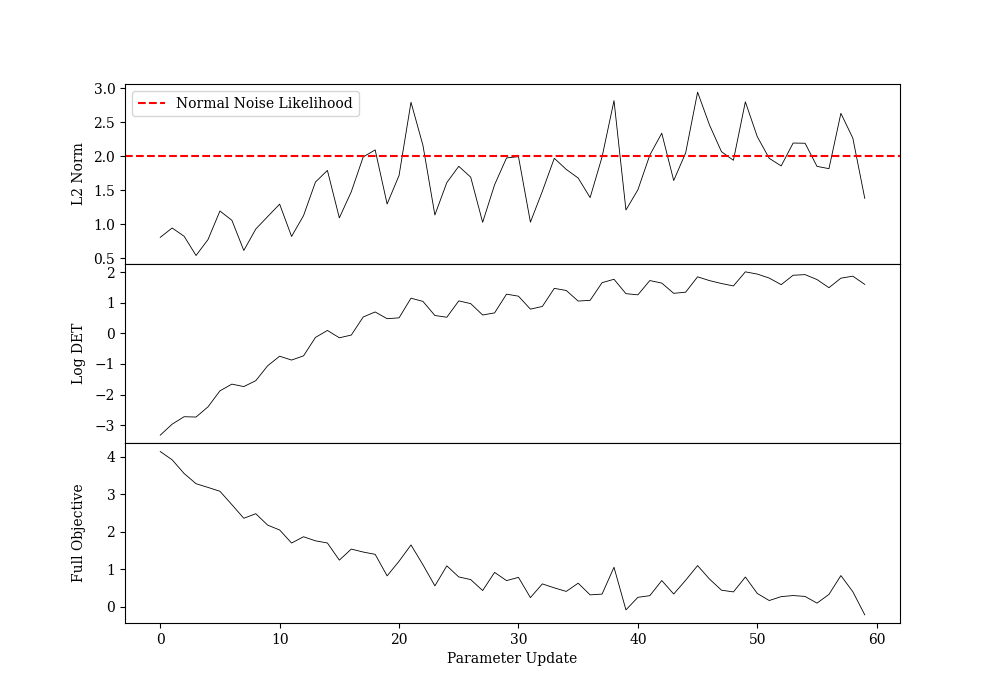 Normal Noise Likelihood
L2 Norm
3.0
2.5
2.0
1.5
1.0
0.5
Log DET
2
1
0
−1
−2
−3
Full Objective
4
3
2
1
0
0 10 20 30 40 50 60
Parameter Update